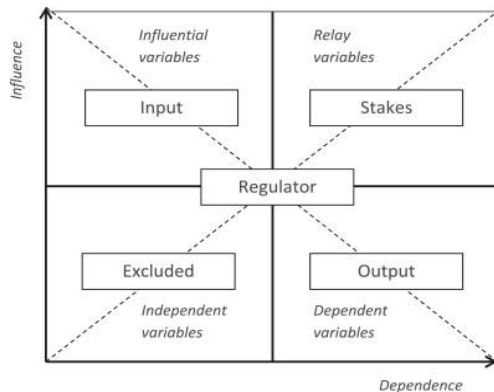 Influence
Influential
variables
Relay
variables
Input
Stakes
Regulator
Excluded
Output
Independent
variables
Dependent
variables
Dependence